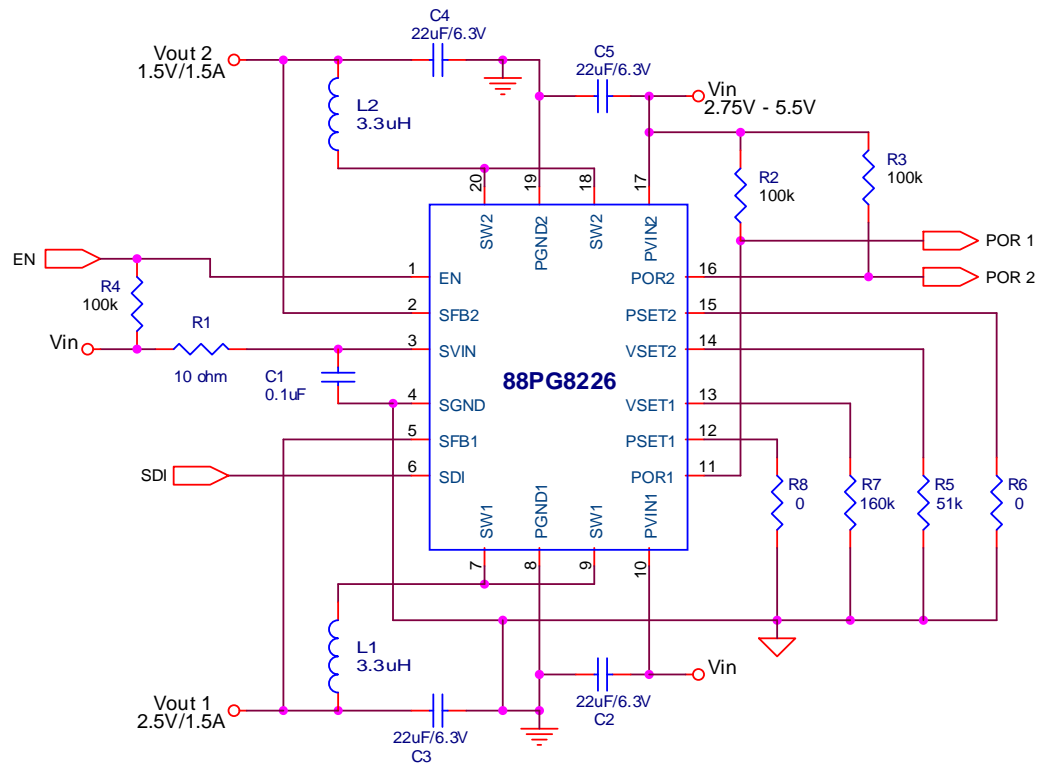 C4
22uF/6.3V
Vout 2
1.5V/1.5A
C5
22uF/6.3V
Vin
2.75V - 5.5V
L2
3.3uH
R2
100k
R3
100k
20
19
18
17
SW2
PGND2
SW2
PVIN2
POR 1
POR 2
EN
R4
100k
Vin
R1
10 ohm
C1
0.1uF
SDI
1
EN
2
SFB2
3
SVIN
4
SGND
5
SFB1
6
SDI
88PG8226
POR2
16
PSET2
15
VSET2
14
VSET1
13
PSET1
12
POR1
11
SW1
PGND1
SW1
PVIN1
7
8
9
10
R8
0
R7
160k
R5
51k
R6
0
L1
3.3uH
Vin
22uF/6.3V
C2
Vout 1
2.5V/1.5A
22uF/6.3V
C3